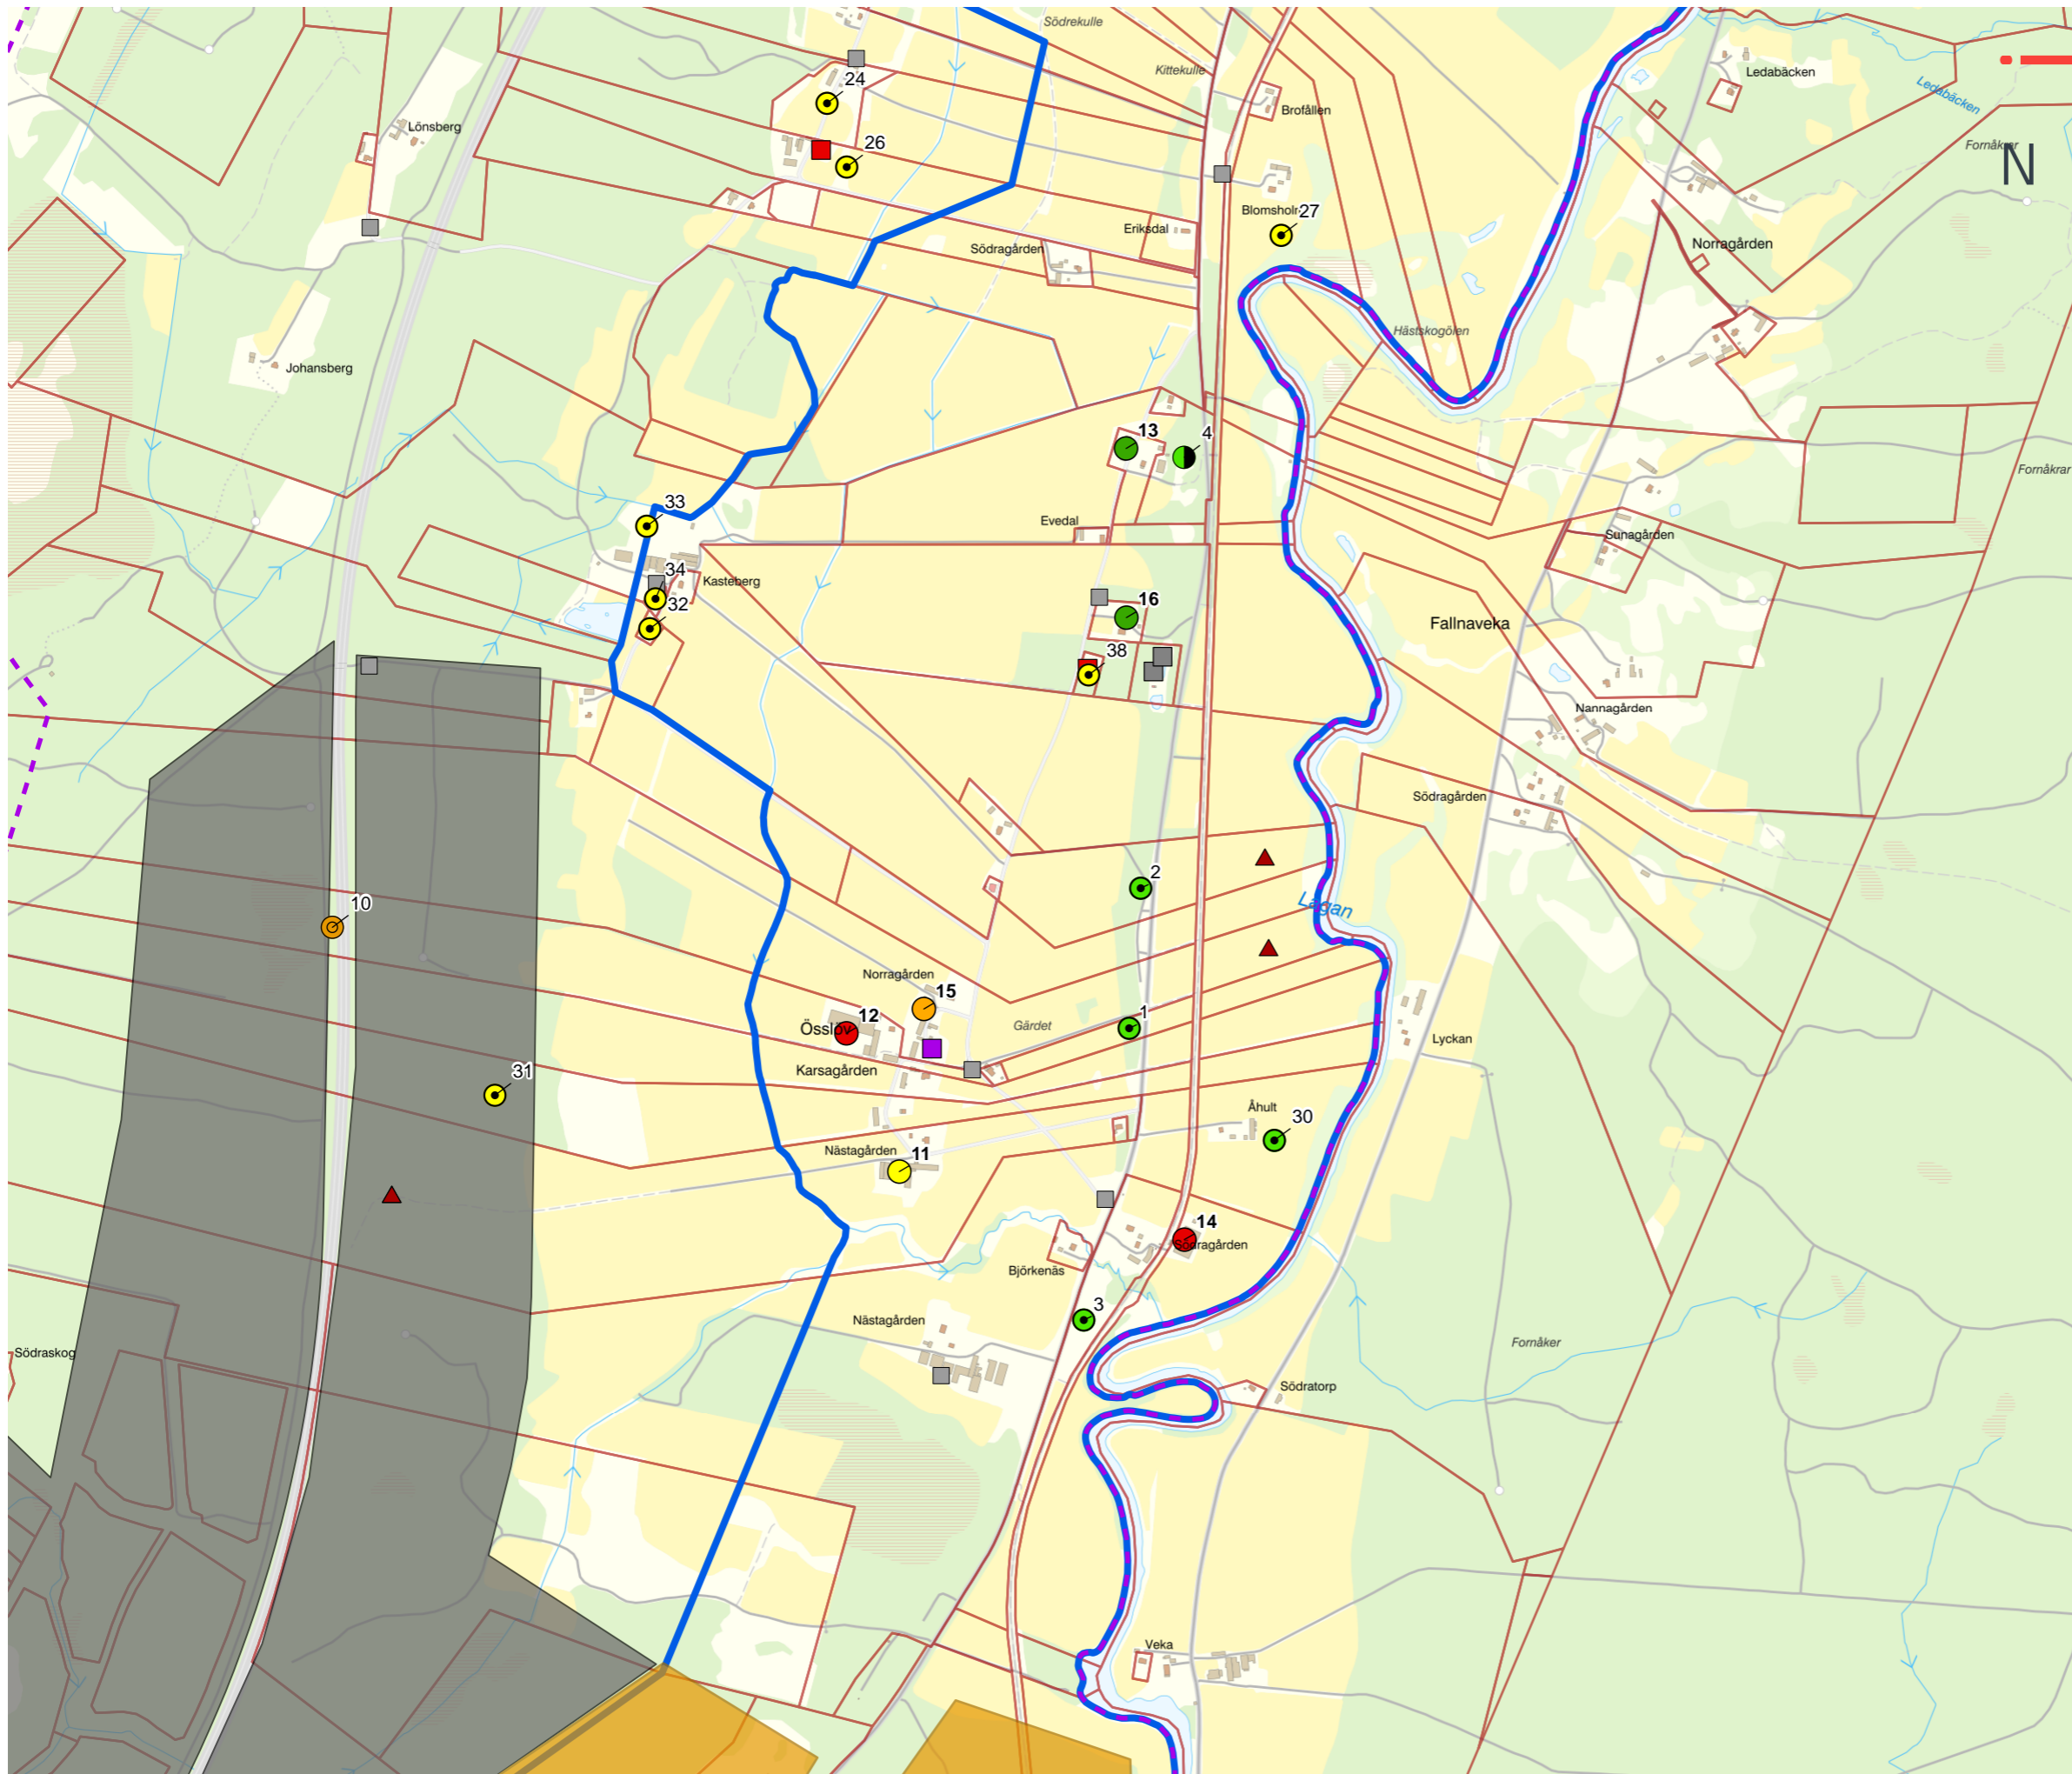 Södrekulle
Kittekulle
Ledabäcken
Ledabäcken
24
Brofållen
Lönsberg
26
Fornåkrar
N
Blomsholm
27
Eriksdal
Södragården
Norragården
Hästskogölen
Johansberg
13
4
Fornåkrar
33
Evedal
Sunagården
34
Kasteberg
32
16
Fallnaveka
38
Nannagården
Södragården
2
Lagan
10
Norragården
15
12
Össlöv
Gärdet
1
Lyckan
Karsagården
31
Åhult
30
Nästagården
11
14
Södragården
Björkenäs
3
Nästagården
Fornåker
Södraskog
Södratorp
Veka